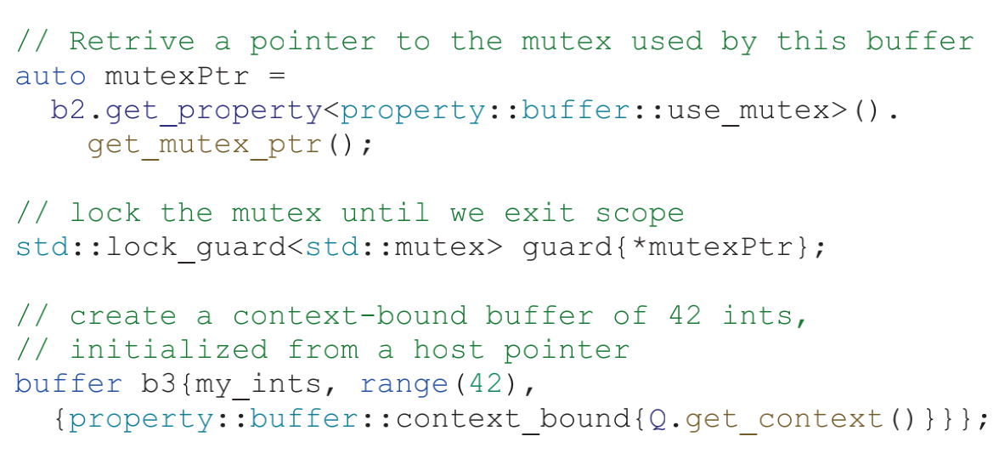 // Retrive a pointer to the mutex used by this buffer
auto mutexPtr =
  b2.get_property<property::buffer::use_mutex>().
    get_mutex_ptr();

// lock the mutex until we exit scope
std::lock_guard<std::mutex> guard{*mutexPtr};

// create a context-bound buffer of 42 ints,
// initialized from a host pointer
buffer b3{my_ints, range(42),
  {property::buffer::context_bound{Q.get_context()}}};